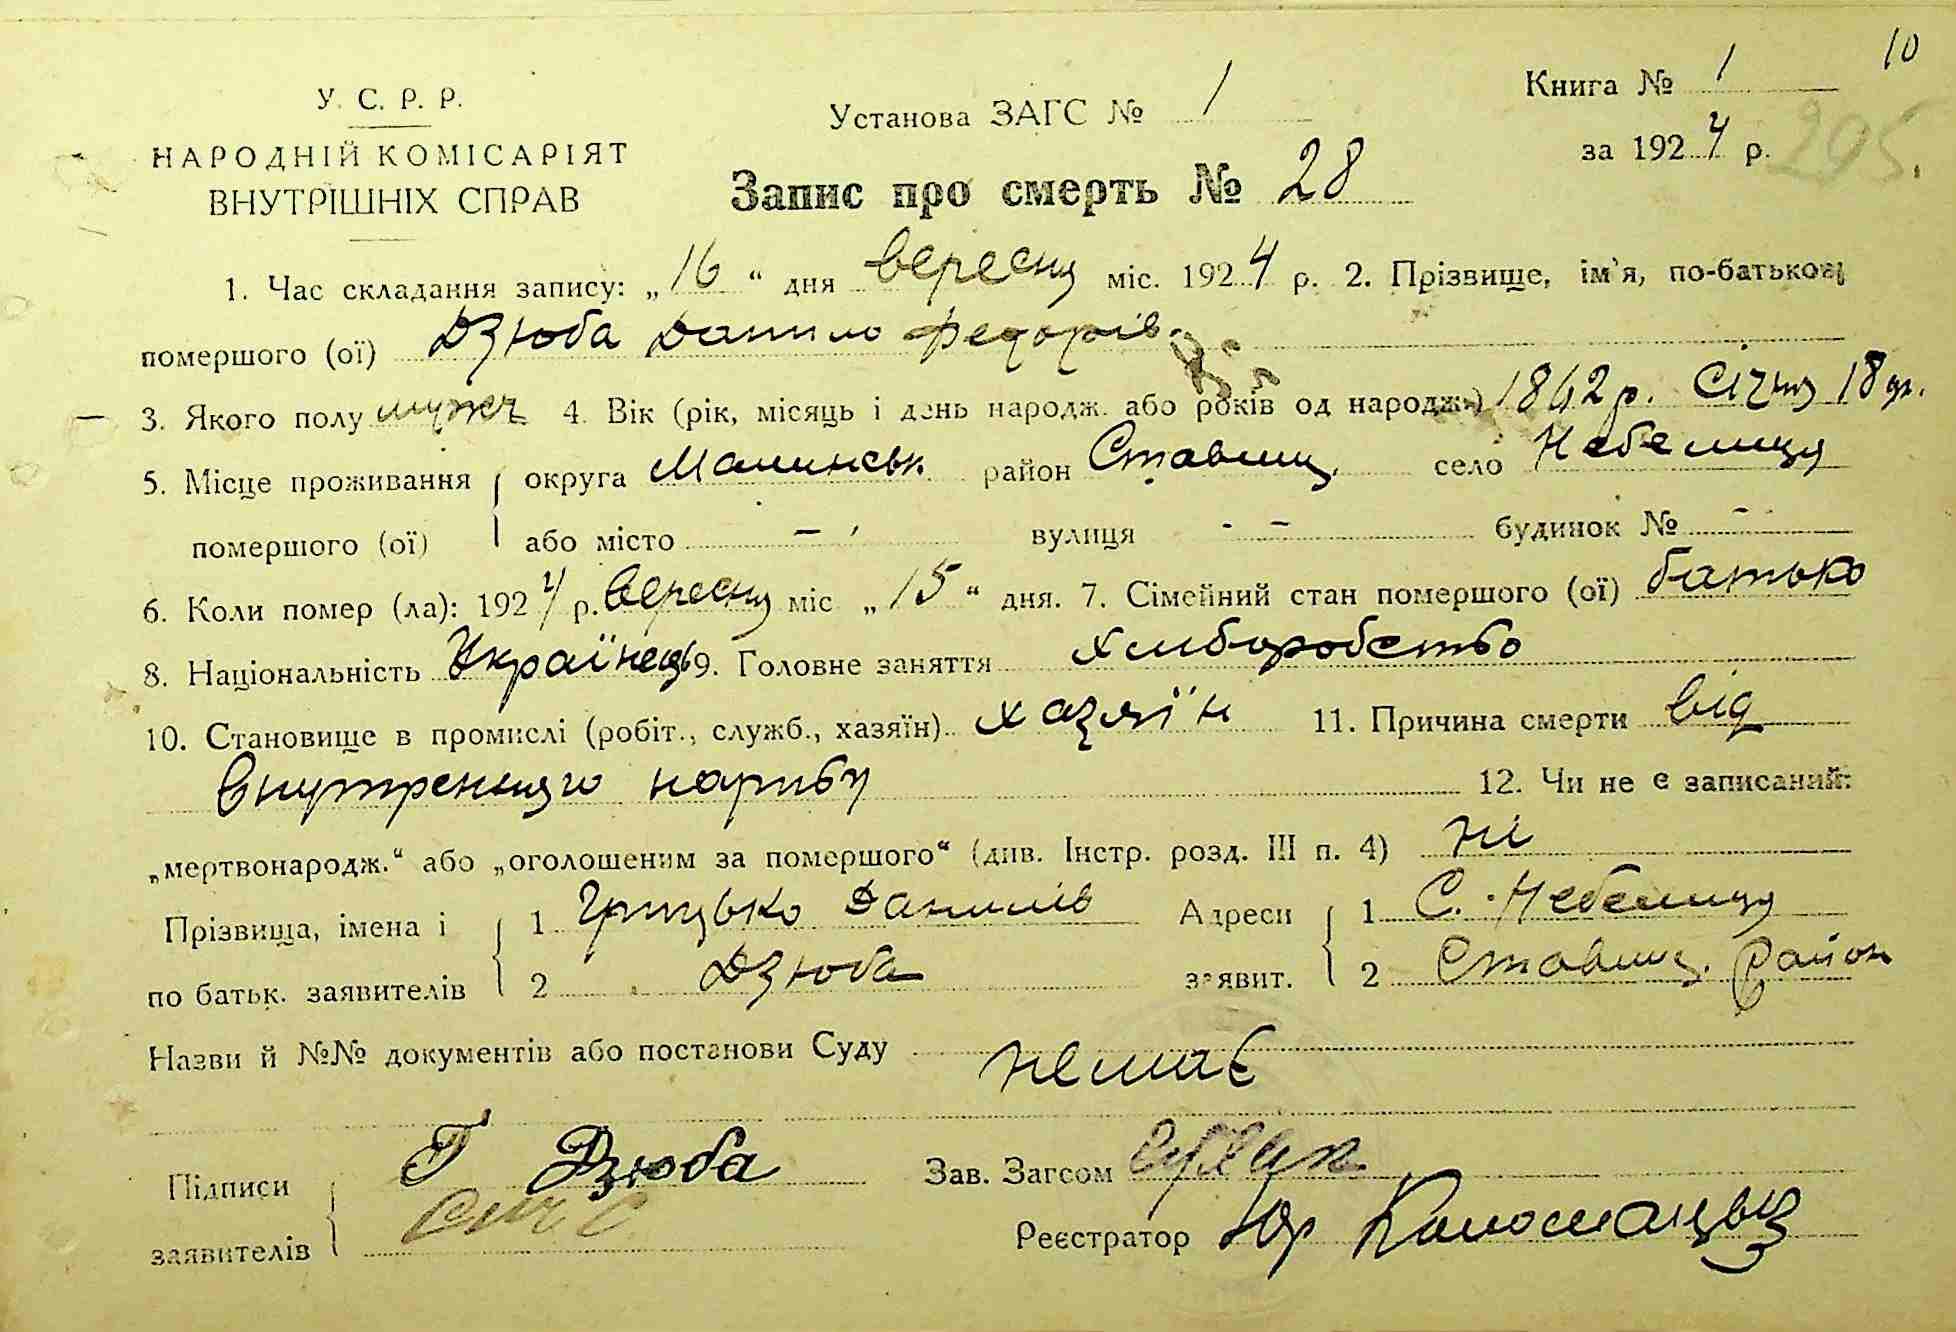 10
У. С. Р. Р.
НАРОДНІЙ КОМІСАРІЯТ
ВНУТРІШНІХ СПРАВ
Установа ЗАГС № 1
Книга № 1
за 1924 р.
295.
Запис про смерть № 28
1. Час складання запису: „16“ дня вересня міс. 1924 р. 2. Прізвище, ім'я, по-батькові
помершого (ої) Дзюба Данило Федорів.
3. Якого полу мужч 4. Вік (рік, місяць і день народж. або років од народж.) 1862 р. Січня 18 дн.
5. Місце проживання помершого (ої) округа Малинськ район Ставищ. село Небелиця
або місто – вулиця - – будинок № - -
6. Коли помер (ла): 1924 р. Вересня міс „15“ дня. 7. Сімейний стан помершого (ої) батько
8. Національність Українець 9. Головне заняття хліборобство
10. Становище в промислі (робіт., служб., хазяїн) хазяїн 11. Причина смерти від
внутренняго нариву 12. Чи не є записаний:
„мертвонародж.“ або „оголошеним за помершого“ (див. Інстр. розд. III п. 4) ні
Прізвища, імена і по батьк. заявителів 1 Грицько Данилів Адреси заявит. 1 С. Небелиця
2 Дзюба 2 Ставищ. район
Назви й №№ документів або постанови Суду немає
Підписи заявителів Г Дзюба Зав. Загсом
Реєстратор Юр